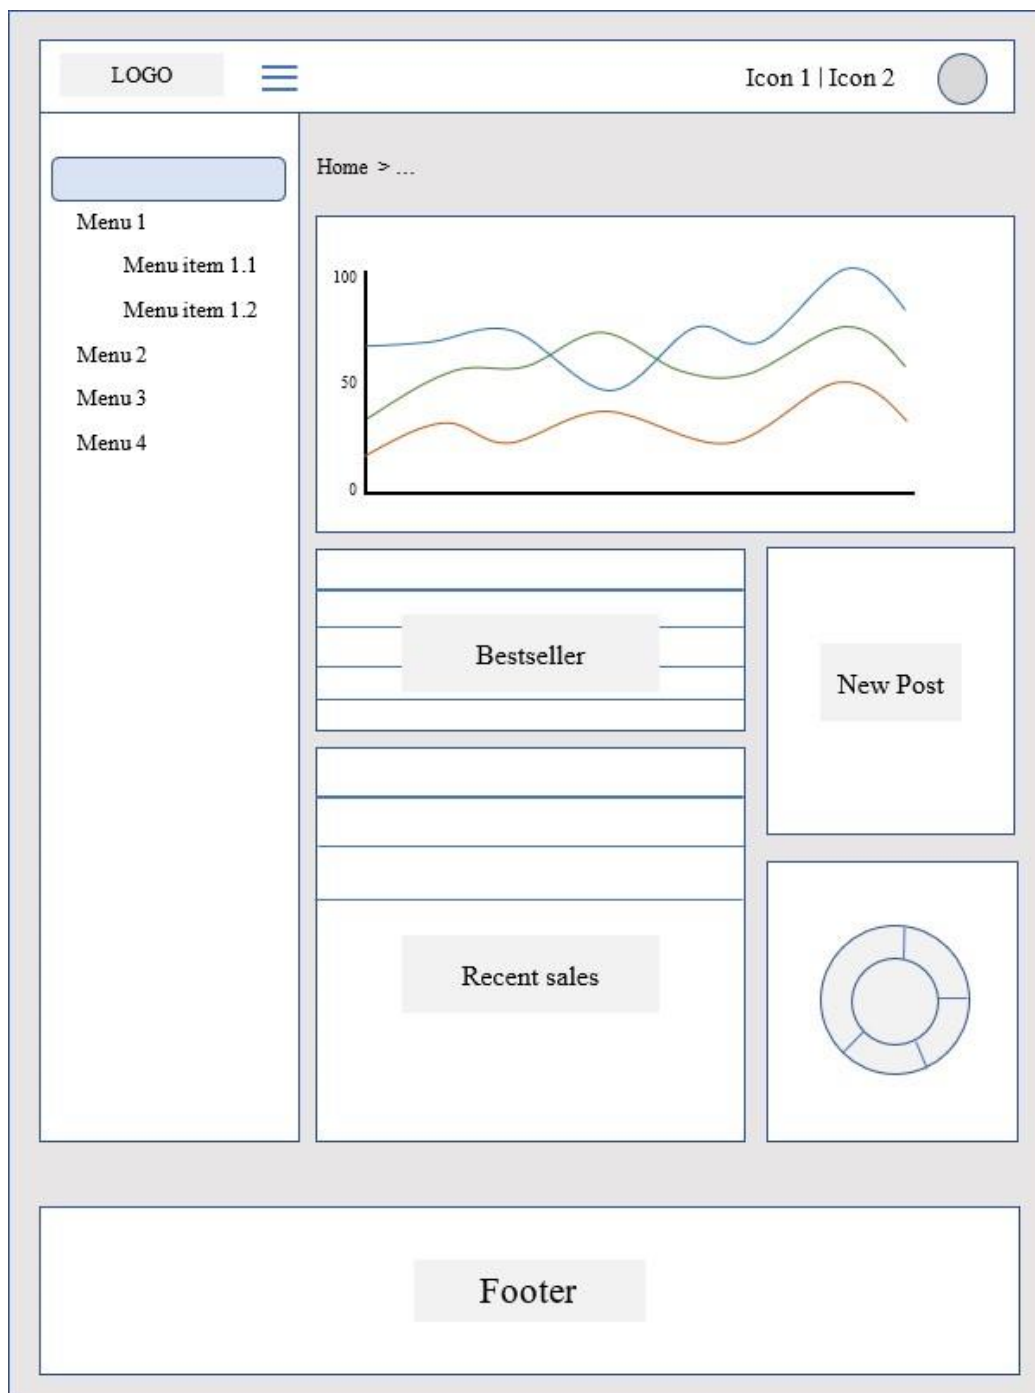 LOGO
Icon 1 | Icon 2
Home > ...
Menu 1
Menu item 1.1
Menu item 1.2
Menu 2
Menu 3
Menu 4
100
50
0
Bestseller
New Post
Recent sales
Footer